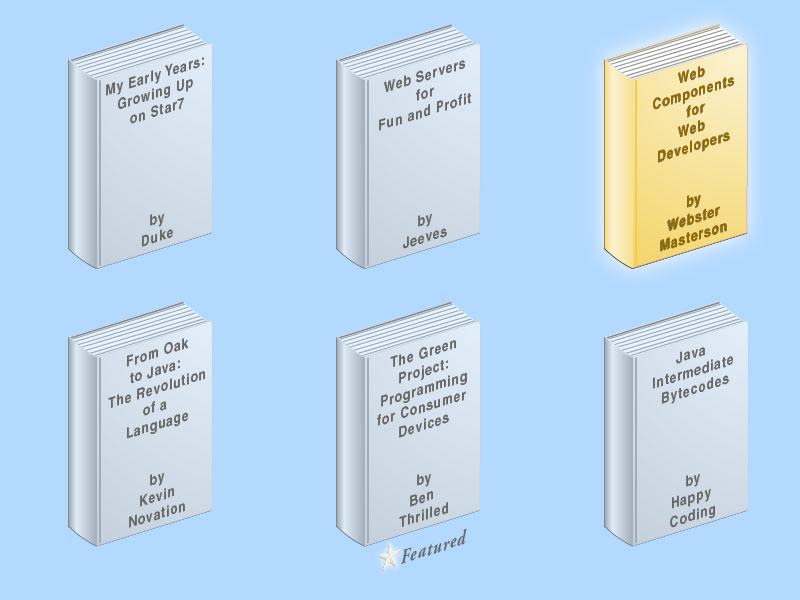 My Early Years:
Growing Up
on Star7
by
Duke
Web Servers
for
Fun and Profit
by
Jeeves
Web
Components
for
Web
Developers
by
Webster
Masterson
From Oak
to Java:
The Revolution
of a
Language
by
Kevin
Novation
The Green
Project:
Programming
for Consumer
Devices
by
Ben
Thrilled
Featured
Java
Intermediate
Bytecodes
by
Happy
Coding